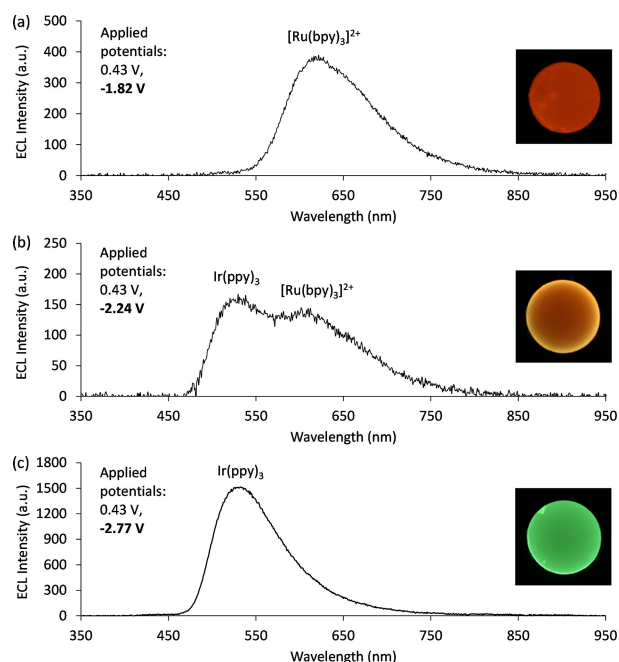 (a)
500
400
300
200
100
0
ECL Intensity (a.u.)
Applied
potentials:
0.43 V,
-1.82 V
[Ru(bpy)₃]²⁺
350 450 550 650 750 850 950
Wavelength (nm)
(b)
250
200
150
100
50
0
ECL Intensity (a.u.)
Applied
potentials:
0.43 V,
-2.24 V
Ir(ppy)₃
[Ru(bpy)₃]²⁺
350 450 550 650 750 850 950
Wavelength (nm)
(c)
1800
1500
1200
900
600
300
0
ECL Intensity (a.u.)
Applied
potentials:
0.43 V,
-2.77 V
Ir(ppy)₃
350 450 550 650 750 850 950
Wavelength (nm)